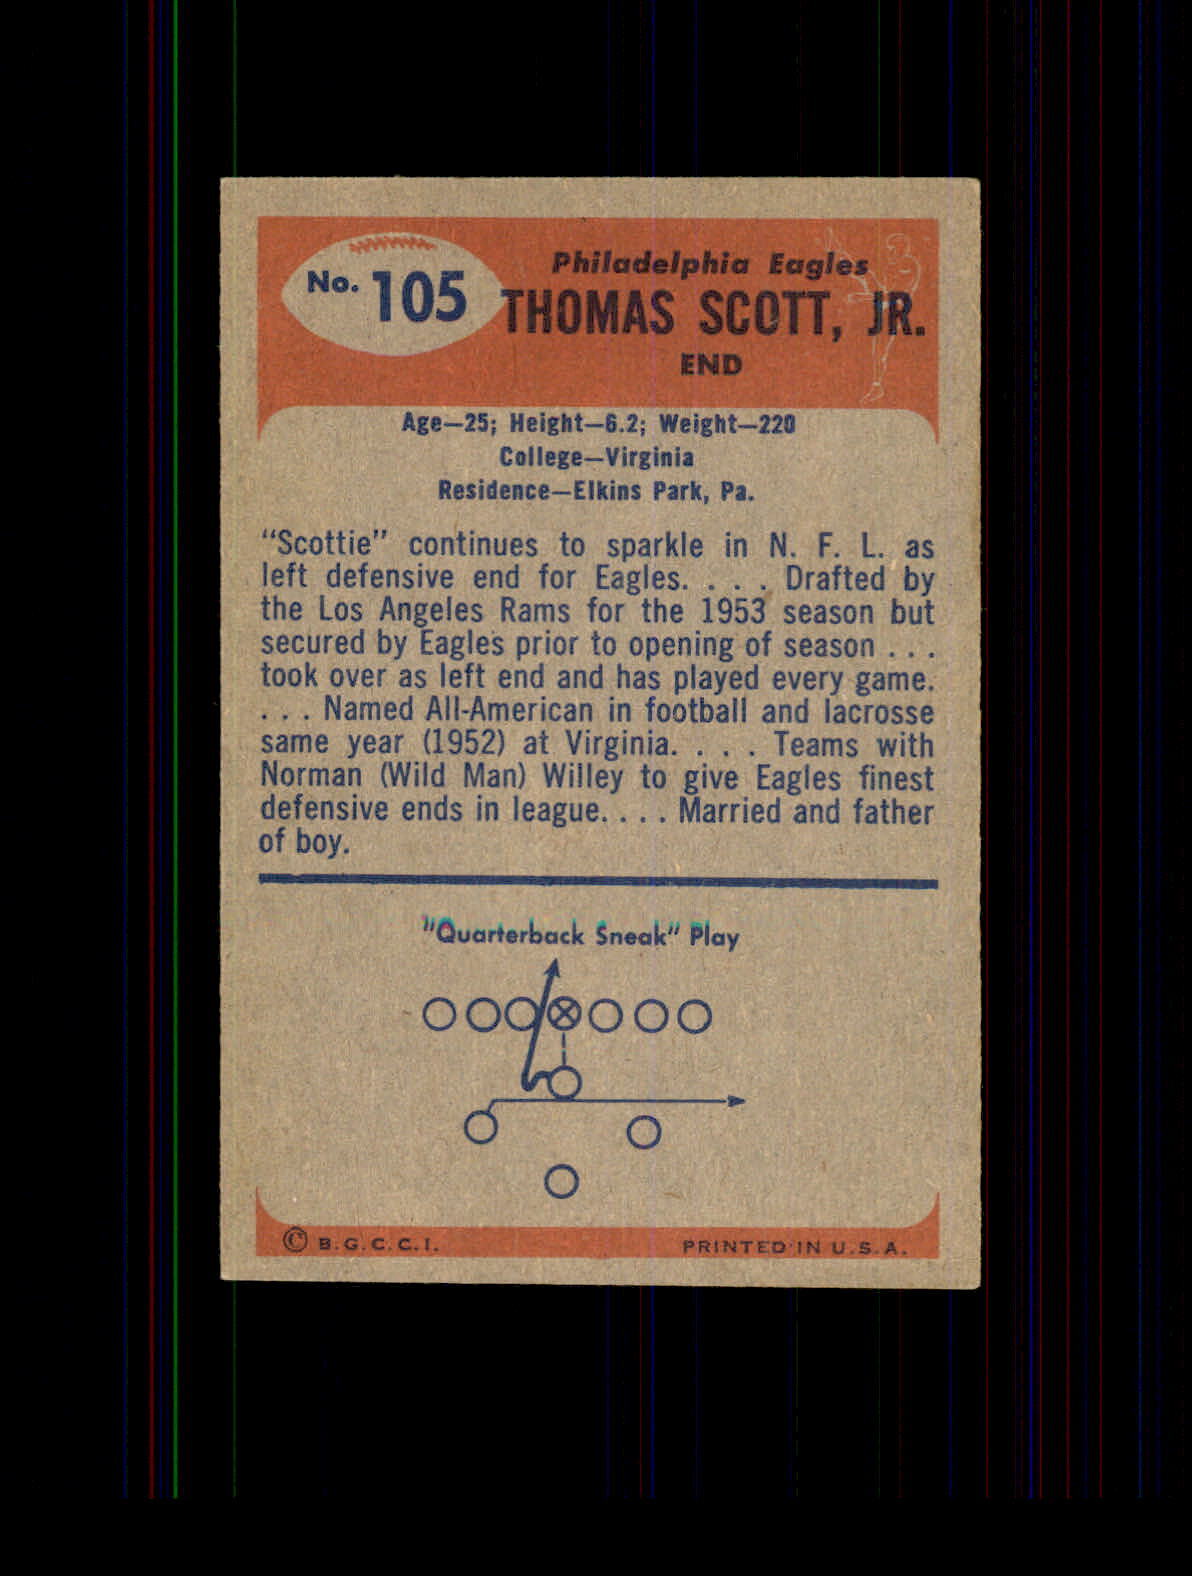 No. 105
Philadelphia Eagles
THOMAS SCOTT, JR.
END
Age—25; Height—6.2; Weight—220
College—Virginia
Residence—Elkins Park, Pa.
"Scottie" continues to sparkle in N. F. L. as
left defensive end for Eagles. . . . Drafted by
the Los Angeles Rams for the 1953 season but
secured by Eagles prior to opening of season . . .
took over as left end and has played every game.
. . . Named All-American in football and lacrosse
same year (1952) at Virginia. . . . Teams with
Norman (Wild Man) Willey to give Eagles finest
defensive ends in league. . . . Married and father
of boy.
"Quarterback Sneak" Play
© B.G.C.C.I.
PRINTED IN U.S.A.